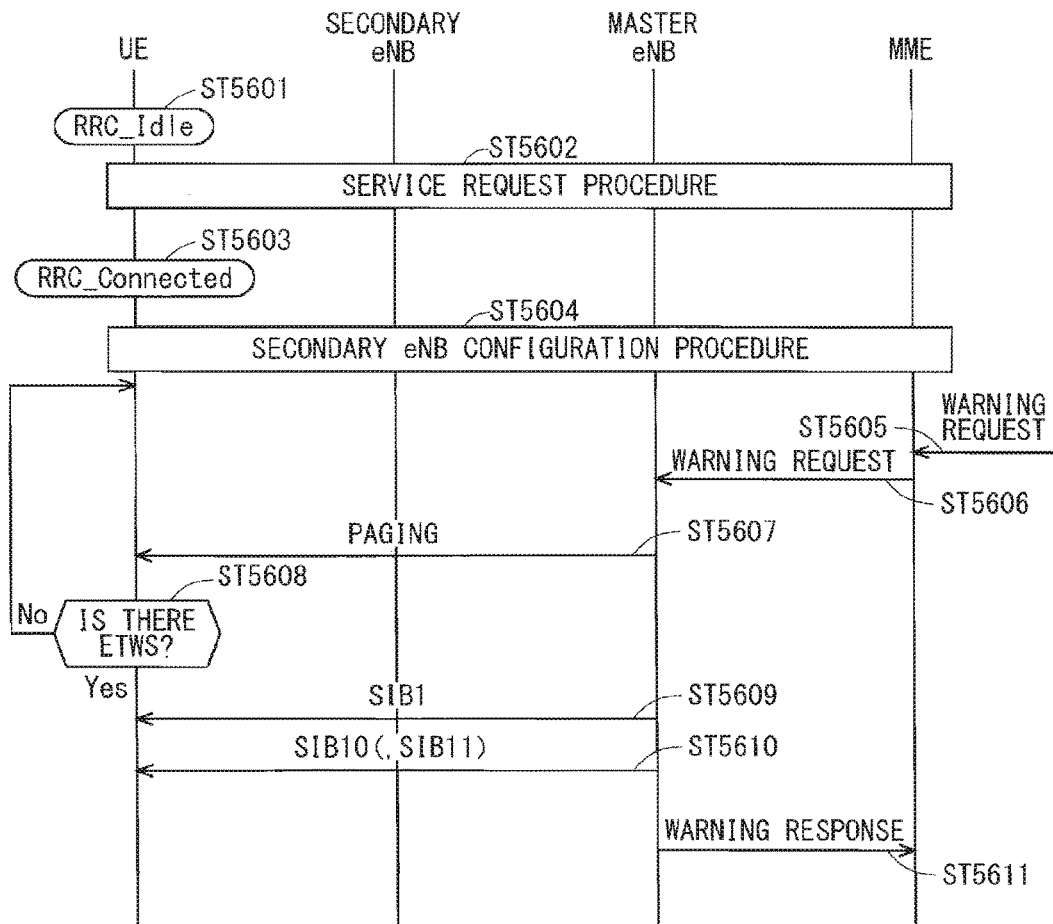 UE
SECONDARY
eNB
MASTER
eNB
MME
ST5601
RRC_Idle
ST5602
SERVICE REQUEST PROCEDURE
ST5603
RRC_Connected
ST5604
SECONDARY eNB CONFIGURATION PROCEDURE
WARNING
REQUEST
ST5605
WARNING REQUEST
ST5606
PAGING
ST5607
ST5608
No
IS THERE
ETWS?
Yes
SIB1
ST5609
SIB10(,SIB11)
ST5610
WARNING RESPONSE
ST5611